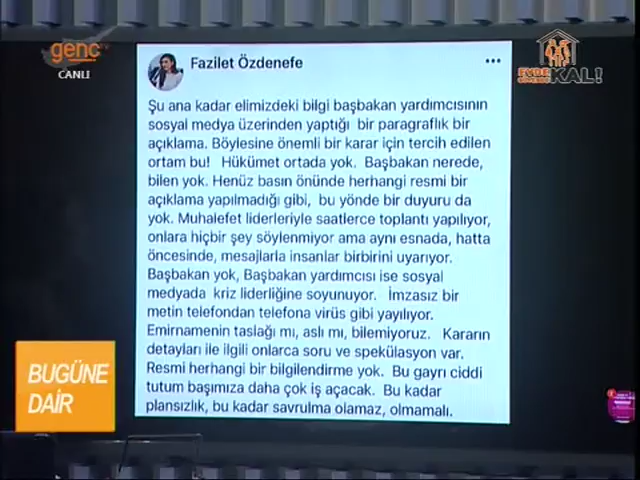 genc
CANLI
EVDE
KAL!
Fazilet Özdenefe
Şu ana kadar elimizdeki bilgi başbakan yardımcısının
sosyal medya üzerinden yaptığı bir paragraflık bir
açıklama. Böylesine önemli bir karar için tercih edilen
ortam bu! Hükümet ortada yok. Başbakan nerede,
bilen yok. Henüz basın önünde herhangi resmi bir
açıklama yapılmadığı gibi, bu yönde bir duyuru da
yok. Muhalefet liderleriyle saatlerce toplantı yapılıyor,
onlara hiçbir şey söylenmiyor ama aynı esnada, hatta
öncesinde, mesajlarla insanlar birbirini uyarıyor.
Başbakan yok, Başbakan yardımcısı ise sosyal
medyada kriz liderliğine soyunuyor. İmzasız bir
metin telefondan telefona virüs gibi yayılıyor.
Emirnamenin taslağı mı, aslı mı, bilemiyoruz. Kararın
detayları ile ilgili onlarca soru ve spekülasyon var.
Resmi herhangi bir bilgilendirme yok. Bu gayrı ciddi
tutum başımıza daha çok iş açacak. Bu kadar
plansızlık, bu kadar savrulma olamaz, olmamalı.
BUGÜNE
DAİR